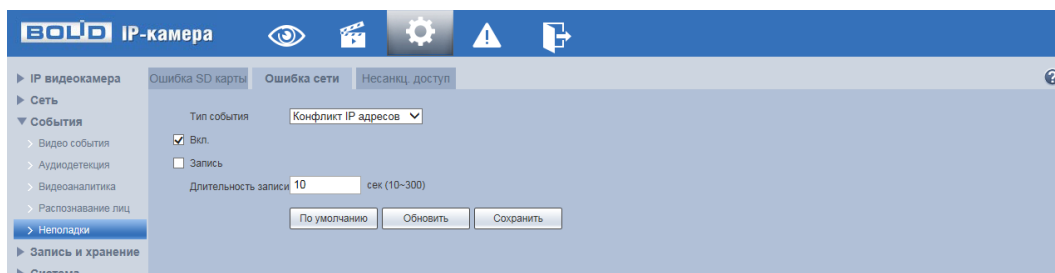 BOLID IP-камера
IP видеокамера
Сеть
События
Видео события
Аудиодетекция
Видеоаналитика
Распознавание лиц
Неполадки
Запись и хранение
Система
Ошибка SD карты Ошибка сети Несанкц. доступ
?
Тип события Конфликт IP адресов
Вкл.
Запись
Длительность записи 10 сек (10~300)
По умолчанию Обновить Сохранить